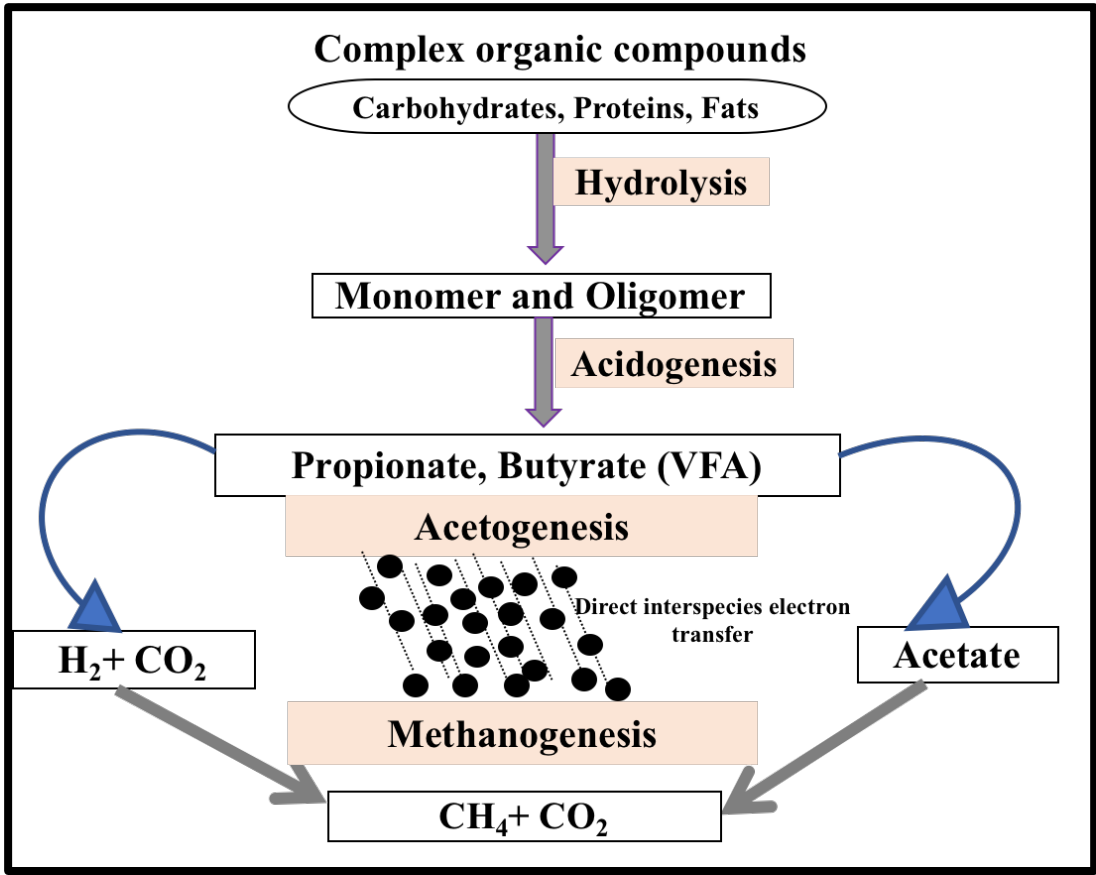 Complex organic compounds
Carbohydrates, Proteins, Fats
Hydrolysis
Monomer and Oligomer
Acidogenesis
Propionate, Butyrate (VFA)
Acetogenesis
Direct interspecies electron
transfer
H₂+ CO₂
Acetate
Methanogenesis
CH₄+ CO₂